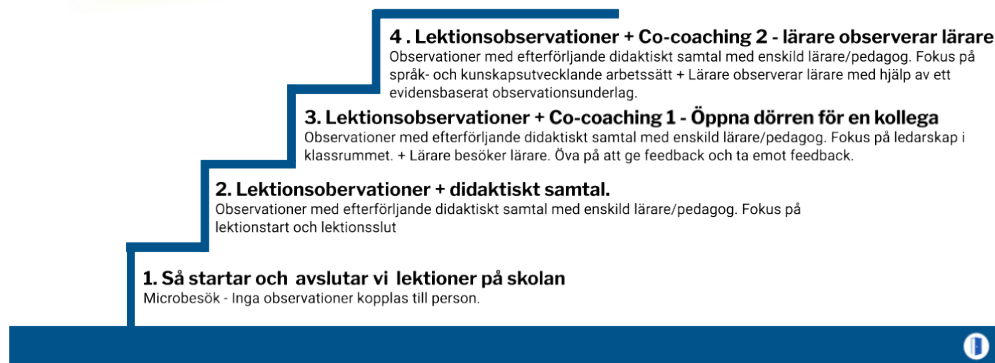 4 . Lektionsobservationer + Co-coaching 2 - lärare observerar lärare
Observationer med efterförljande didaktiskt samtal med enskild lärare/pedagog. Fokus på
språk- och kunskapsutvecklande arbetssätt + Lärare observerar lärare med hjälp av ett
evidensbaserat observationsunderlag.
3. Lektionsobservationer + Co-coaching 1 - Öppna dörren för en kollega
Observationer med efterförljande didaktiskt samtal med enskild lärare/pedagog. Fokus på ledarskap i
klassrummet. + Lärare besöker lärare. Öva på att ge feedback och ta emot feedback.
2. Lektionsobervationer + didaktiskt samtal.
Observationer med efterförljande didaktiskt samtal med enskild lärare/pedagog. Fokus på
lektionstart och lektionsslut
1. Så startar och avslutar vi lektioner på skolan
Microbesök - Inga observationer kopplas till person.